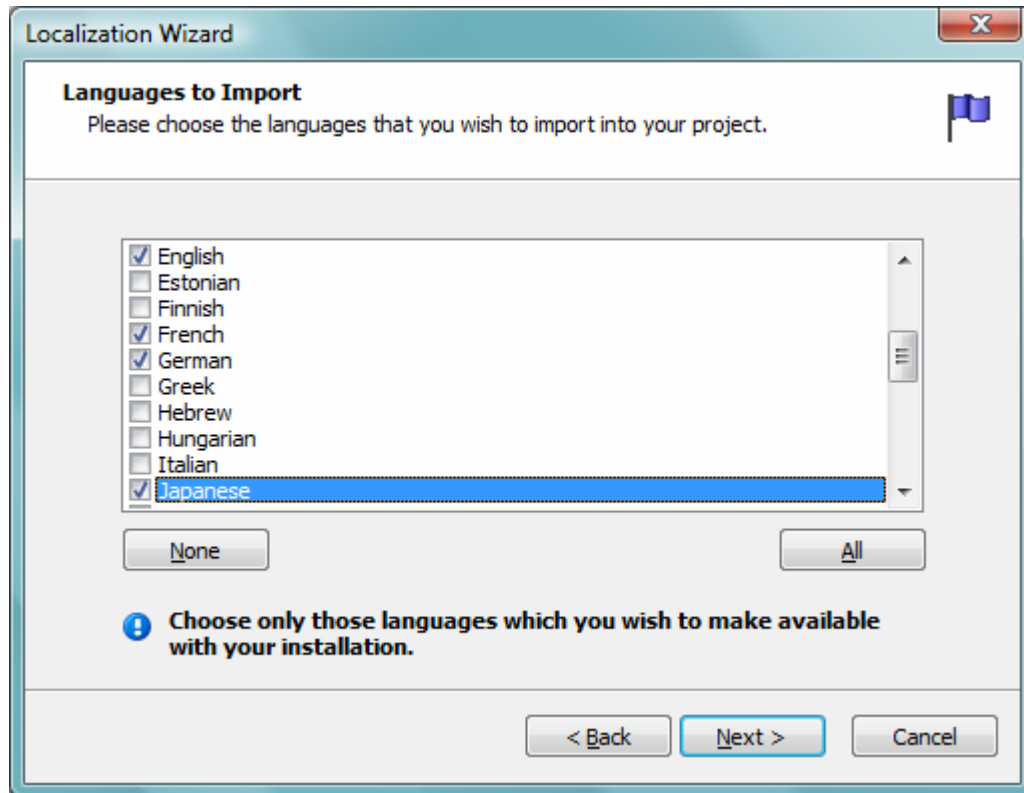 Localization Wizard
Languages to Import
Please choose the languages that you wish to import into your project.
English
Estonian
Finnish
French
German
Greek
Hebrew
Hungarian
Italian
Japanese
None
All
Choose only those languages which you wish to make available
with your installation.
< Back
Next >
Cancel